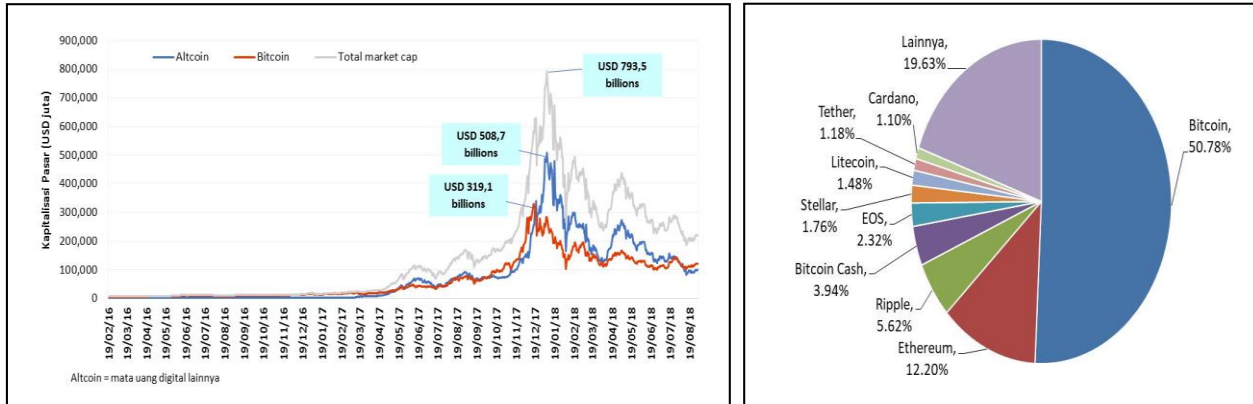 900,000
800,000
700,000
600,000
500,000
400,000
300,000
200,000
100,000
0
Kapitalisasi Pasar (USD juta)
Altcoin Bitcoin Total market cap
USD 793,5
billions
USD 508,7
billions
USD 319,1
billions
19/02/16
19/03/16
19/04/16
19/05/16
19/06/16
19/07/16
19/08/16
19/09/16
19/10/16
19/11/16
19/12/16
19/01/17
19/02/17
19/03/17
19/04/17
19/05/17
19/06/17
19/07/17
19/08/17
19/09/17
19/10/17
19/11/17
19/12/17
19/01/18
19/02/18
19/03/18
19/04/18
19/05/18
19/06/18
19/07/18
19/08/18
Altcoin = mata uang digital lainnya
Lainnya,
19.63%
Cardano,
1.10%
Tether,
1.18%
Litecoin,
1.48%
Stellar,
1.76%
EOS,
2.32%
Bitcoin Cash,
3.94%
Ripple,
5.62%
Ethereum,
12.20%
Bitcoin,
50.78%